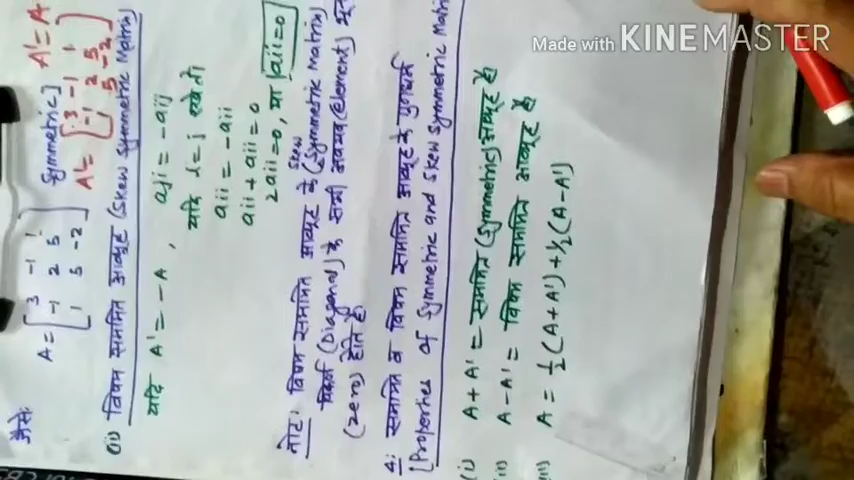 जैसे:
A = [ 3 -1 1 Symmetric] A' = A
-1 2 5
1 5 -2 ] A' = [ 3 -1 1
-1 2 5
5 -2 ]
(ii) विषम सममित आव्यूह (Skew Symmetric Matrix)
यदि A' = -A , aji = -aij
यदि i = j रखे तो
aii = -aii
aii + aii = 0
2aii = 0, या aii = 0
नोट: विषम सममित आव्यूह के (Skew Symmetric Matrix)
विकर्ण (Diagonal) के सभी अवयव (Element)
(zero) होते है
4: सममित व विषम सममित आव्यूह के गुणधर्म
[Properties of Symmetric and Skew Symmetric Mat
(i) A + A' = सममित (Symmetric) आव्यूह है
(ii) A - A' = विषम सममित आव्यूह है
(iii) A = ½ (A + A') + ½ (A - A')
Made with KINEMASTER